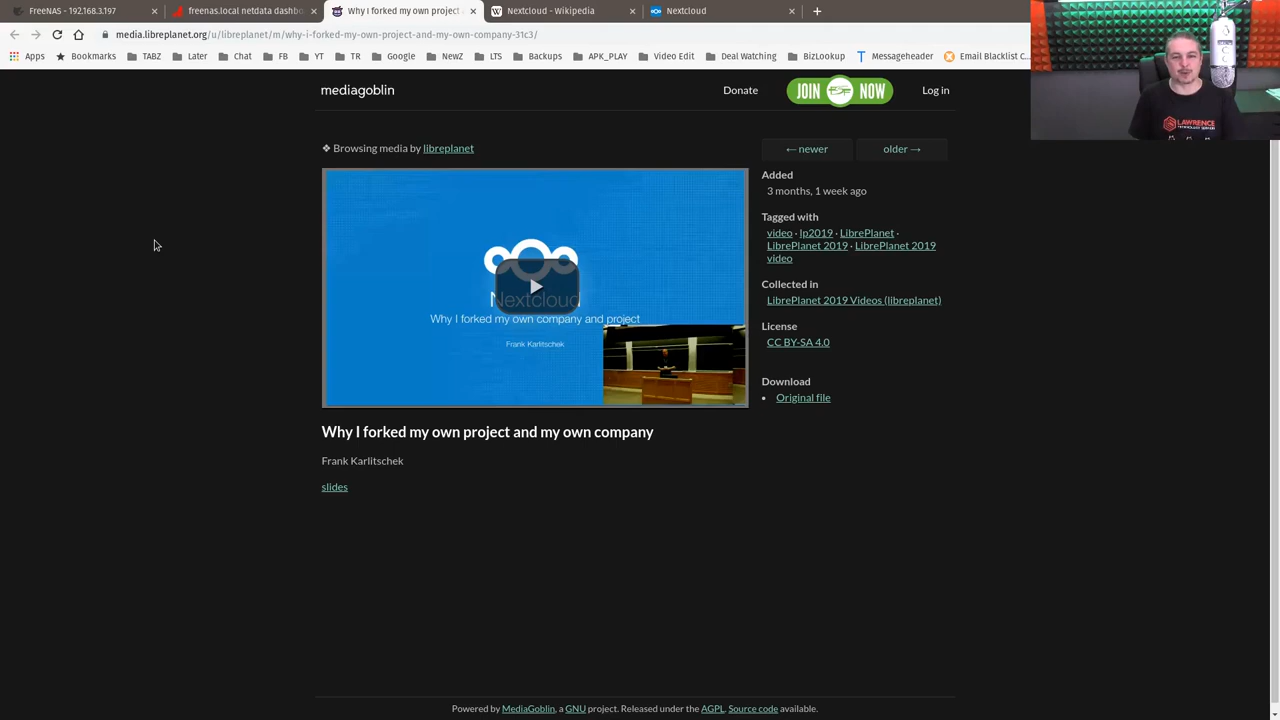 FreeNAS - 192.168.3.197
freenas.local netdata dashbo
Why I forked my own project
Nextcloud - Wikipedia
Nextcloud
media.libreplanet.org/u/libreplanet/m/why-i-forked-my-own-project-and-my-own-company-31c3/
Apps Bookmarks TABZ Later Chat FB YT TR Google NewZ LTS Backups APK_PLAY Video Edit Deal Watching BizLookup Messageheader Email Blacklist C...
mediagoblin
Donate
JOIN NOW
Log in
❖ Browsing media by libreplanet
← newer
older →
Nextcloud
Why I forked my own company and project
Frank Karlitschek
Why I forked my own project and my own company
Frank Karlitschek
slides
Added
3 months, 1 week ago
Tagged with
video · lp2019 · LibrePlanet ·
LibrePlanet 2019 · LibrePlanet 2019
video
Collected in
LibrePlanet 2019 Videos (libreplanet)
License
CC BY-SA 4.0
Download
• Original file
LAWRENCE
Powered by MediaGoblin, a GNU project. Released under the AGPL. Source code available.